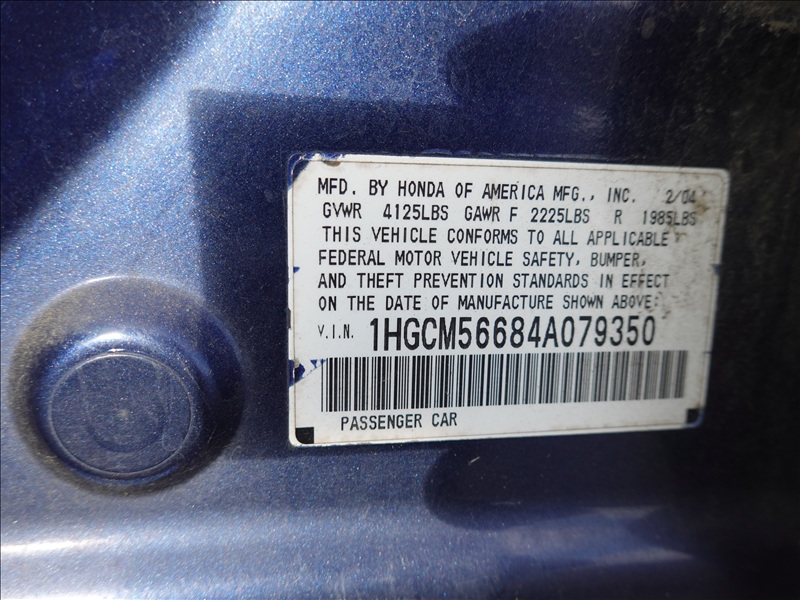 MFD. BY HONDA OF AMERICA MFG., INC. 2/04
GVWR 4125LBS GAWR F 2225LBS R 1985LBS
THIS VEHICLE CONFORMS TO ALL APPLICABLE
FEDERAL MOTOR VEHICLE SAFETY, BUMPER,
AND THEFT PREVENTION STANDARDS IN EFFECT
ON THE DATE OF MANUFACTURE SHOWN ABOVE:
V.I.N. 1HGCM56684A079350
PASSENGER CAR